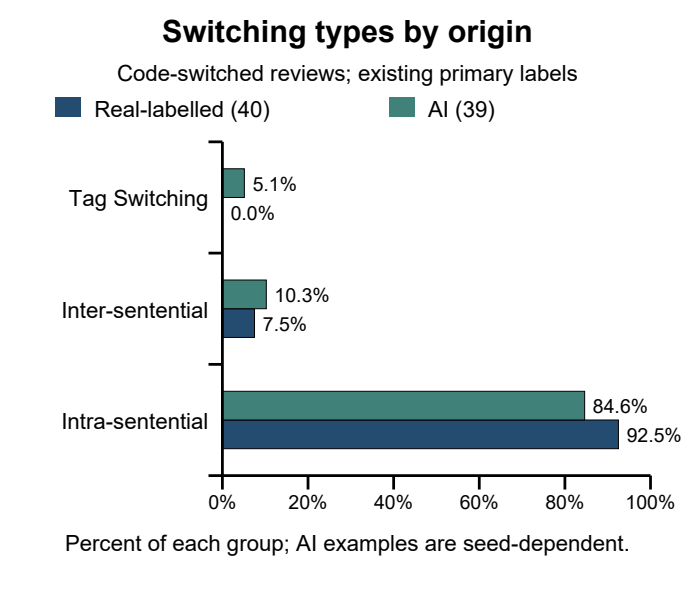 Switching types by origin
Code-switched reviews; existing primary labels
Real-labelled (40) AI (39)
Tag Switching 5.1%
0.0%
Inter-sentential 10.3%
7.5%
Intra-sentential 84.6%
92.5%
0% 20% 40% 60% 80% 100%
Percent of each group; AI examples are seed-dependent.